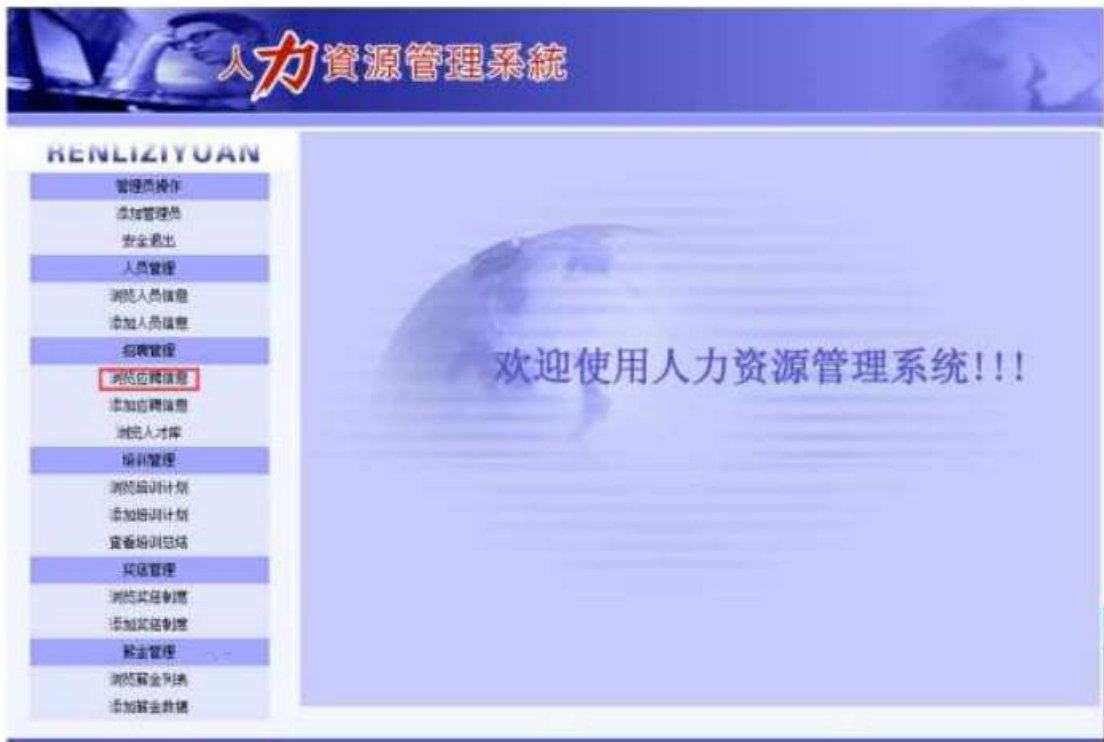 人力資源管理系統
RENLIZIYUAN
管理员操作
添加管理员
安全退出
人员管理
浏览人员信息
添加人员信息
招聘管理
浏览应聘信息
添加应聘信息
浏览人才库
培训管理
浏览培训计划
添加培训计划
查看培训总结
奖惩管理
浏览奖惩制度
添加奖惩制度
薪金管理
浏览薪金列表
添加薪金数据
欢迎使用人力资源管理系统!!!